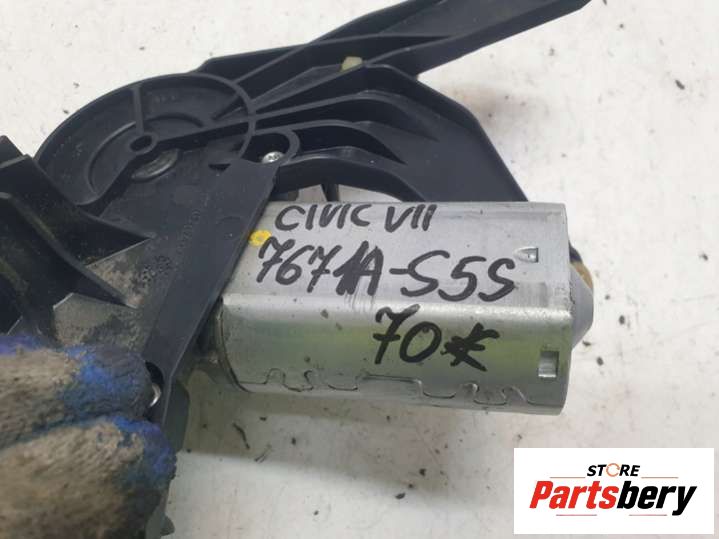 CIVIC VII
7671A-S5S
70€
STORE
Partsbery